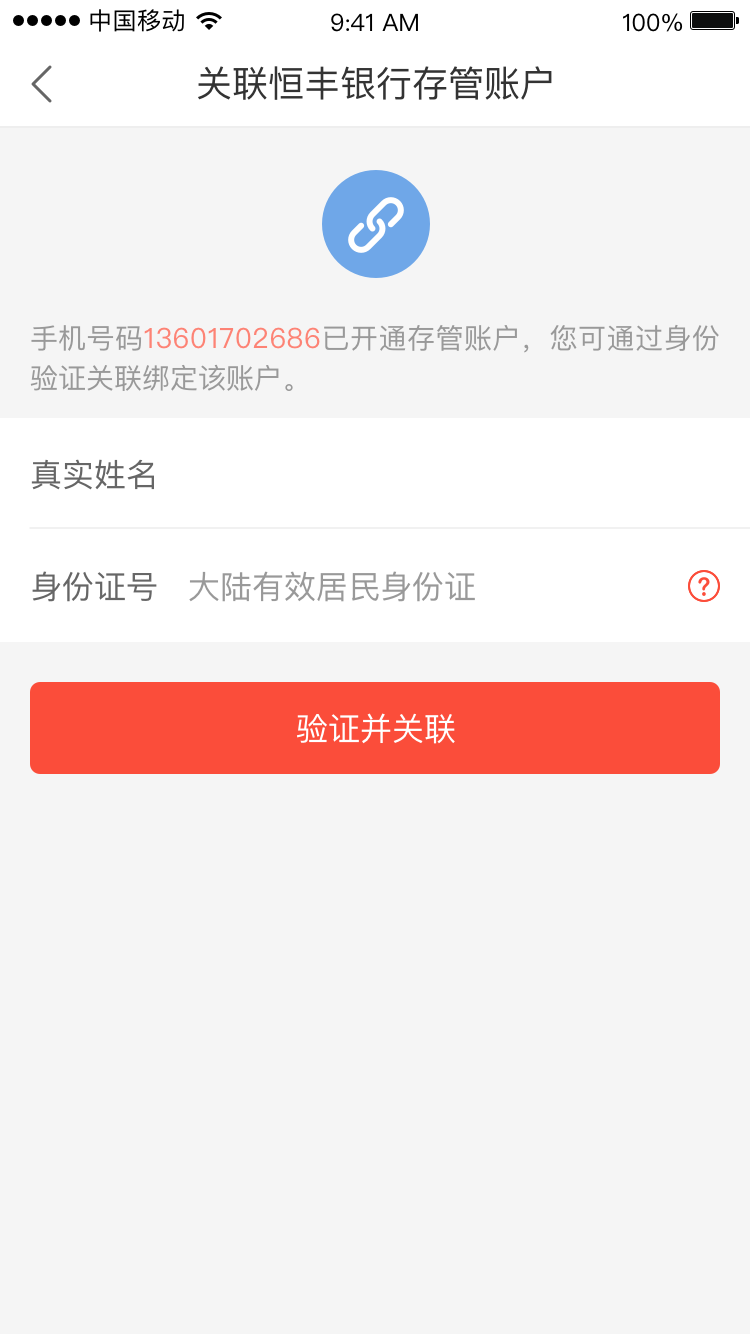 中国移动
9:41 AM
100%
关联恒丰银行存管账户
手机号码13601702686已开通存管账户，您可通过身份
验证关联绑定该账户。
真实姓名
身份证号 大陆有效居民身份证 ?
验证并关联